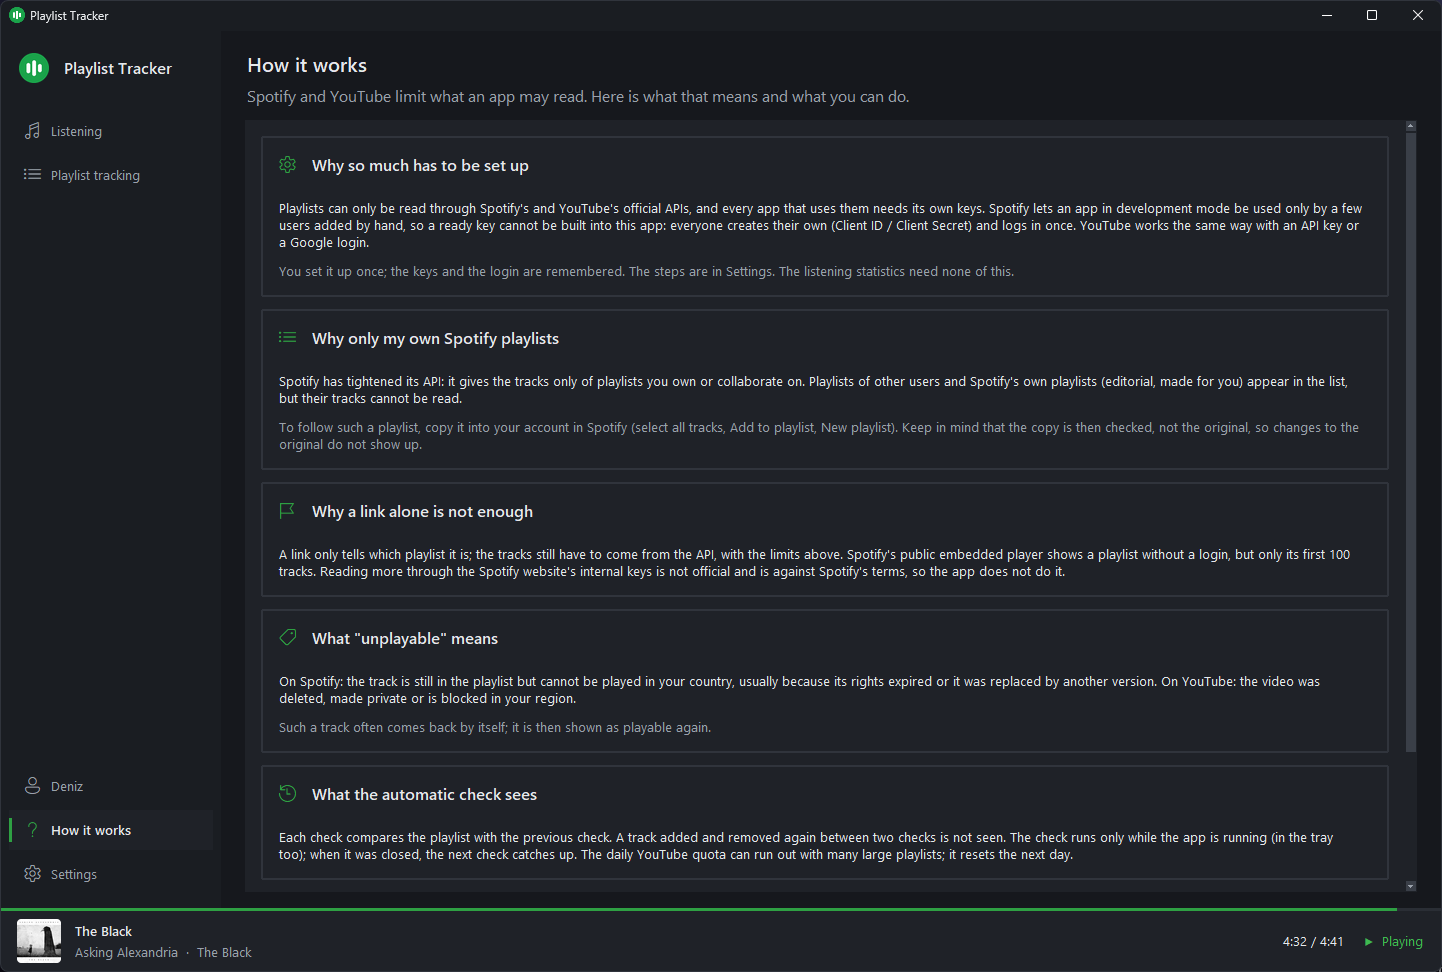 Playlist Tracker
Playlist Tracker
Listening
Playlist tracking
Deniz
How it works
Settings
How it works
Spotify and YouTube limit what an app may read. Here is what that means and what you can do.
Why so much has to be set up
Playlists can only be read through Spotify's and YouTube's official APIs, and every app that uses them needs its own keys. Spotify lets an app in development mode be used only by a few
users added by hand, so a ready key cannot be built into this app: everyone creates their own (Client ID / Client Secret) and logs in once. YouTube works the same way with an API key or
a Google login.
You set it up once; the keys and the login are remembered. The steps are in Settings. The listening statistics need none of this.
Why only my own Spotify playlists
Spotify has tightened its API: it gives the tracks only of playlists you own or collaborate on. Playlists of other users and Spotify's own playlists (editorial, made for you) appear in the list,
but their tracks cannot be read.
To follow such a playlist, copy it into your account in Spotify (select all tracks, Add to playlist, New playlist). Keep in mind that the copy is then checked, not the original, so changes to the
original do not show up.
Why a link alone is not enough
A link only tells which playlist it is; the tracks still have to come from the API, with the limits above. Spotify's public embedded player shows a playlist without a login, but only its first 100
tracks. Reading more through the Spotify website's internal keys is not official and is against Spotify's terms, so the app does not do it.
What "unplayable" means
On Spotify: the track is still in the playlist but cannot be played in your country, usually because its rights expired or it was replaced by another version. On YouTube: the video was
deleted, made private or is blocked in your region.
Such a track often comes back by itself; it is then shown as playable again.
What the automatic check sees
Each check compares the playlist with the previous check. A track added and removed again between two checks is not seen. The check runs only while the app is running (in the tray
too); when it was closed, the next check catches up. The daily YouTube quota can run out with many large playlists; it resets the next day.
The Black
Asking Alexandria · The Black
4:32 / 4:41
Playing